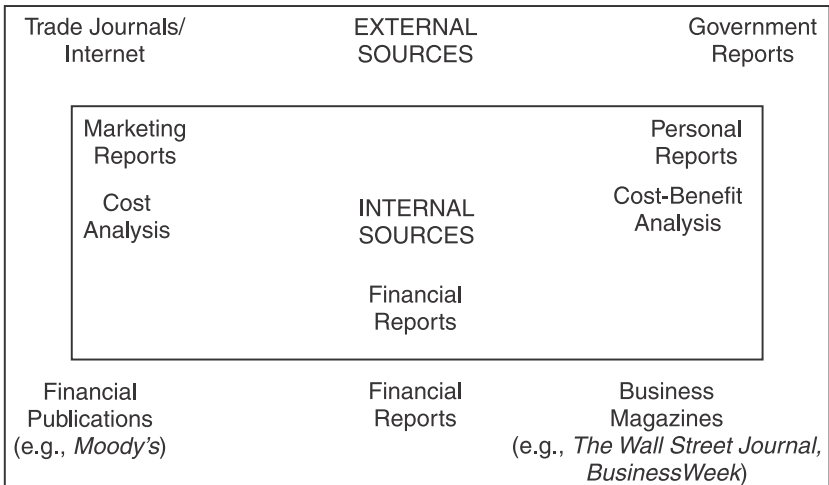 Trade Journals/
Internet
EXTERNAL
SOURCES
Government
Reports
Marketing
Reports
Personal
Reports
Cost
Analysis
INTERNAL
SOURCES
Cost-Benefit
Analysis
Financial
Reports
Financial
Publications
(e.g., Moody's)
Financial
Reports
Business
Magazines
(e.g., The Wall Street Journal,
BusinessWeek)